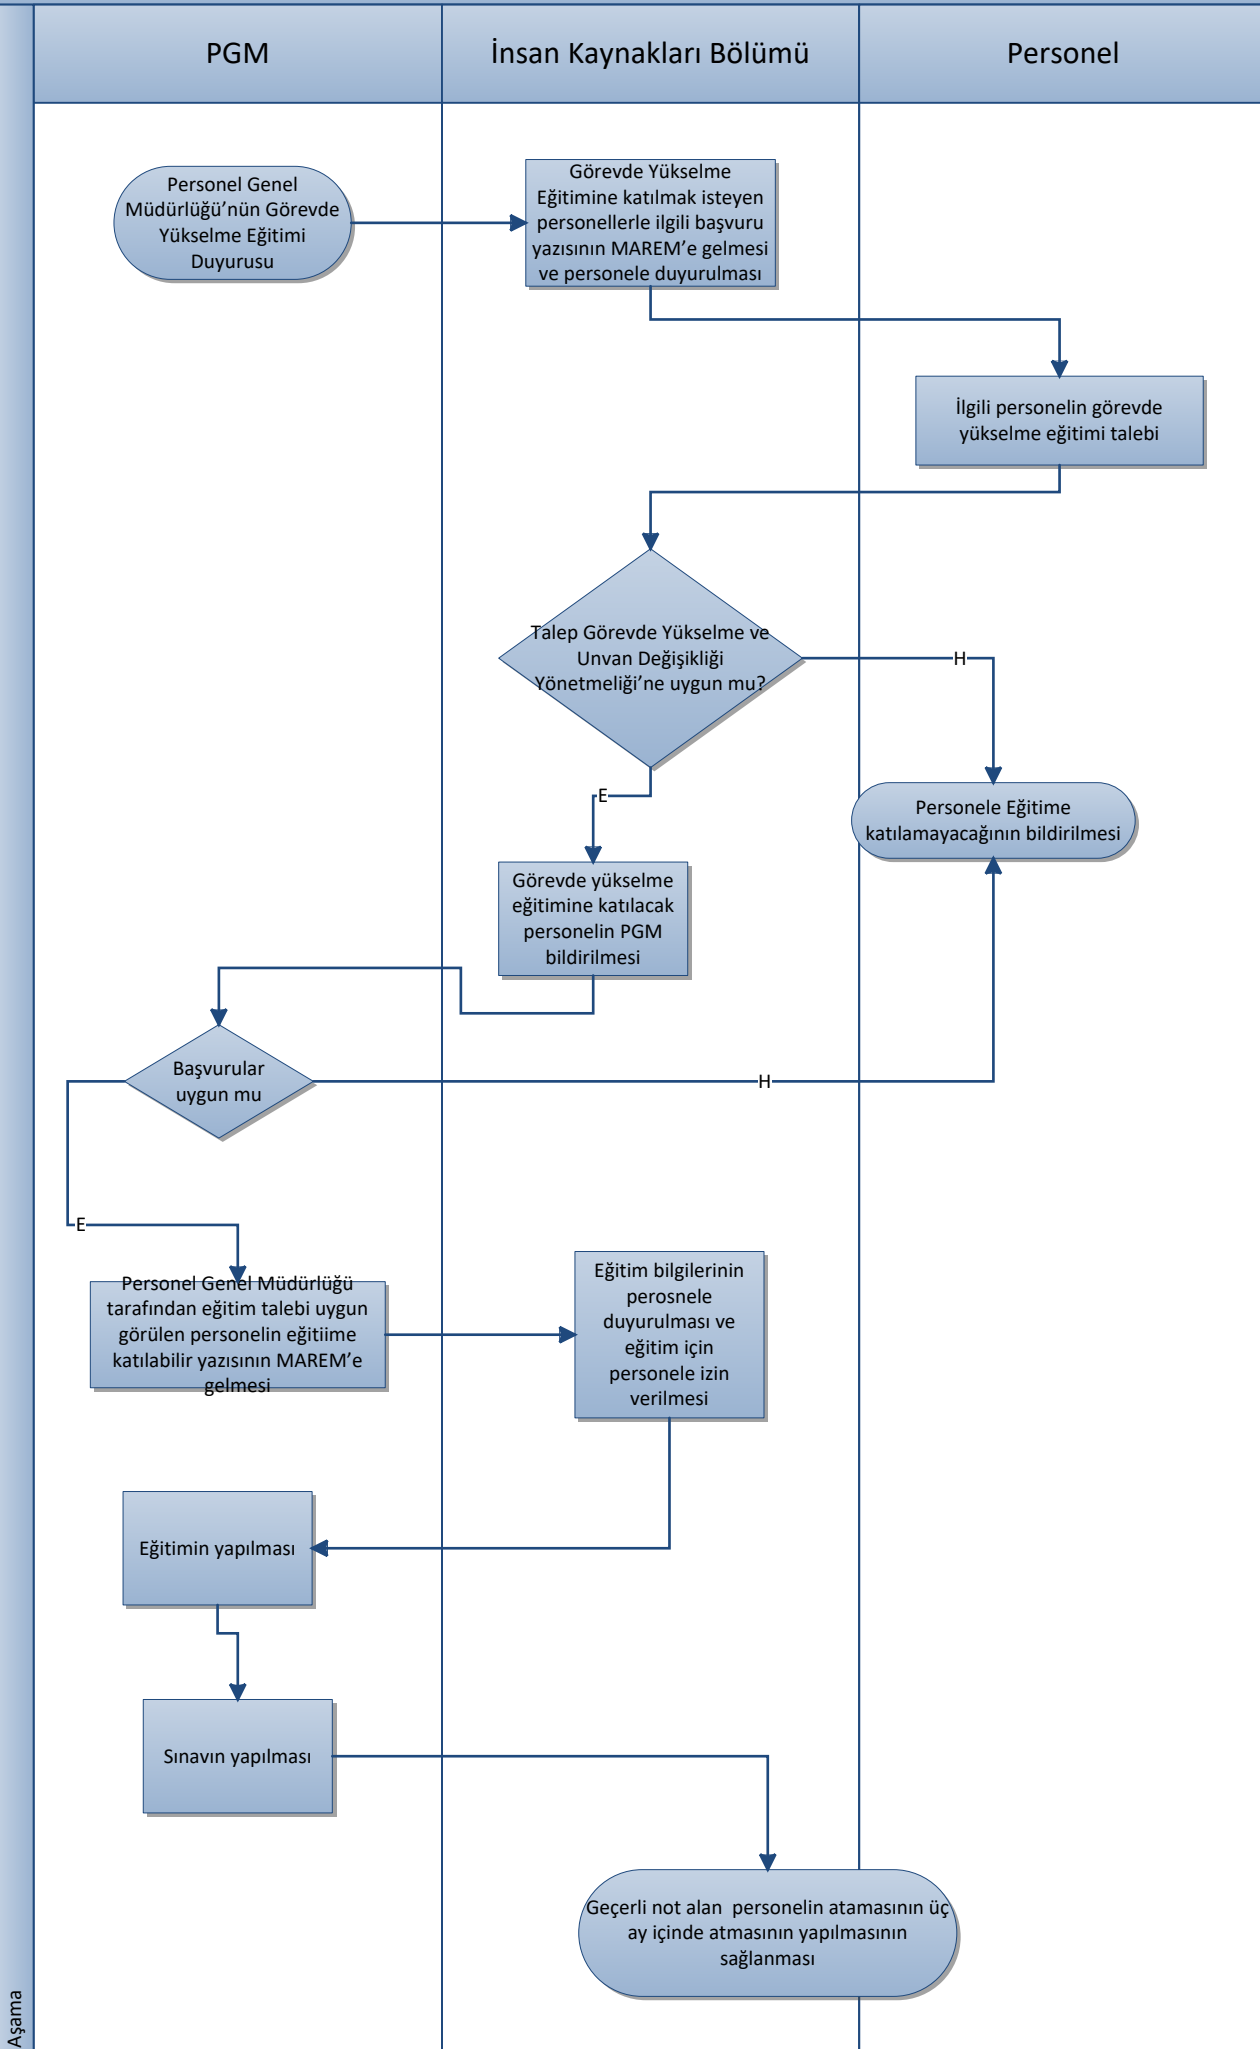 PGM
İnsan Kaynakları Bölümü
Personel
Personel Genel
Müdürlüğü’nün Görevde
Yükselme Eğitimi
Duyurusu
Görevde Yükselme
Eğitimine katılmak isteyen
personellerle ilgili başvuru
yazısının MAREM’e gelmesi
ve personele duyurulması
İlgili personelin görevde
yükselme eğitimi talebi
Talep Görevde Yükselme ve
Unvan Değişikliği
Yönetmeliği’ne uygun mu?
H
E
Personele Eğitime
katılamayacağının bildirilmesi
Görevde yükselme
eğitimine katılacak
personelin PGM
bildirilmesi
Başvurular
uygun mu
H
E
Personel Genel Müdürlüğü
tarafından eğitim talebi uygun
görülen personelin eğitiime
katılabilir yazısının MAREM’e
gelmesi
Eğitim bilgilerinin
perosnele
duyurulması ve
eğitim için
personele izin
verilmesi
Eğitimin yapılması
Sınavın yapılması
Geçerli not alan  personelin atamasının üç
ay içinde atmasının yapılmasının
sağlanması
Aşama